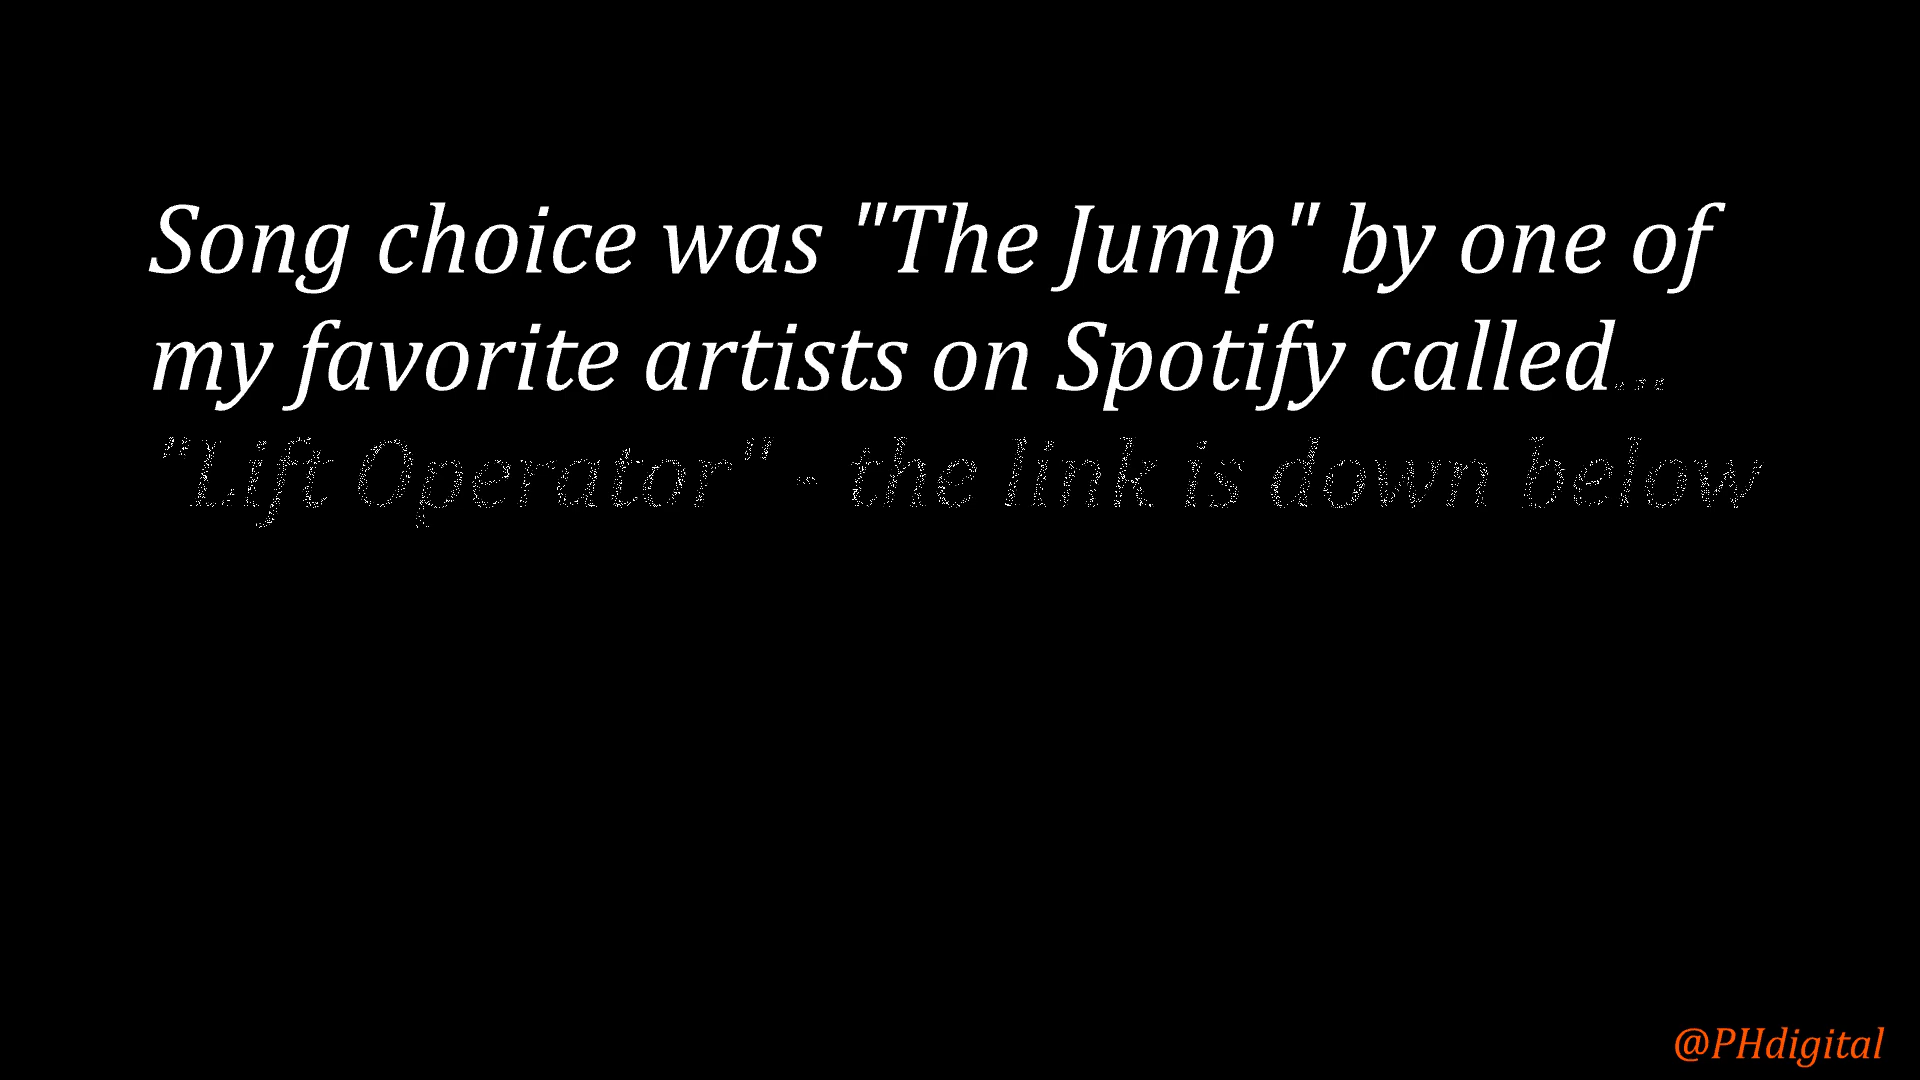 Song choice was "The Jump" by one of
my favorite artists on Spotify called...
"Lift Operator" - the link is down below
@PHdigital